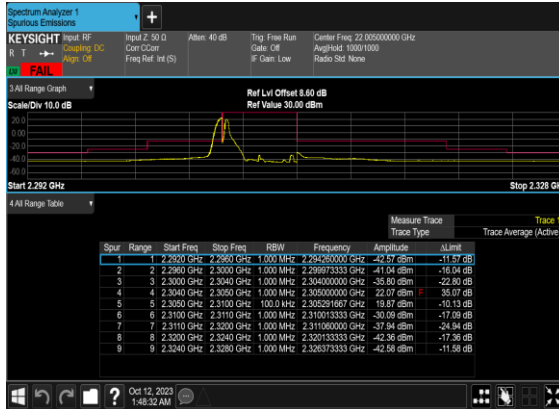 Spectrum Analyzer 1
Spurious Emissions
+
KEYSIGHT Input: RF Input Z: 50 Ω Atten: 40 dB Trig: Free Run Center Freq: 22.005000000 GHz
R T Coupling: DC Corr CCorr Gate: Off Avg|Hold: 1000/1000
Align: Off Freq Ref: Int (S) IF Gain: Low Radio Std: None
LU FAIL
3 All Range Graph Ref Lvl Offset 8.60 dB
Scale/Div 10.0 dB Ref Value 30.00 dBm
20.0
0.00
-20.0
-40.0
-60.0
Start 2.292 GHz Stop 2.328 GH
4 All Range Table
Measure Trace Trace 1
Trace Type Trace Average (Active
Spur Range Start Freq Stop Freq RBW Frequency Amplitude ΔLimit
1 1 2.2920 GHz 2.2960 GHz 1.000 MHz 2.294260000 GHz -42.57 dBm -11.57 dB
2 2 2.2960 GHz 2.3000 GHz 1.000 MHz 2.299973333 GHz -41.04 dBm -16.04 dB
3 3 2.3000 GHz 2.3040 GHz 1.000 MHz 2.304000000 GHz -35.80 dBm -22.80 dB
4 4 2.3040 GHz 2.3050 GHz 1.000 MHz 2.305000000 GHz 22.07 dBm F 35.07 dB
5 5 2.3050 GHz 2.3100 GHz 100.0 kHz 2.305291667 GHz 19.87 dBm -10.13 dB
6 6 2.3100 GHz 2.3110 GHz 1.000 MHz 2.310013333 GHz -30.09 dBm -17.09 dB
7 7 2.3110 GHz 2.3200 GHz 1.000 MHz 2.311060000 GHz -37.94 dBm -24.94 dB
8 8 2.3200 GHz 2.3240 GHz 1.000 MHz 2.320133333 GHz -42.36 dBm -17.36 dB
9 9 2.3240 GHz 2.3280 GHz 1.000 MHz 2.326373333 GHz -42.58 dBm -11.58 dB
? Oct 12, 2023
1:48:32 AM